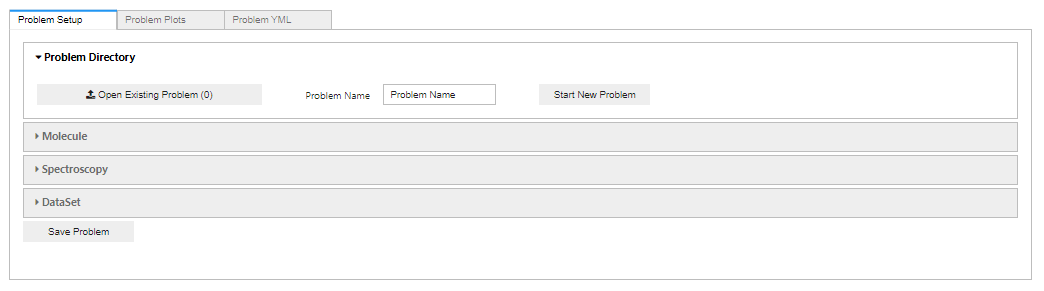 Problem Setup Problem Plots Problem YML
Problem Directory
Open Existing Problem (0) Problem Name Problem Name Start New Problem
Molecule
Spectroscopy
DataSet
Save Problem